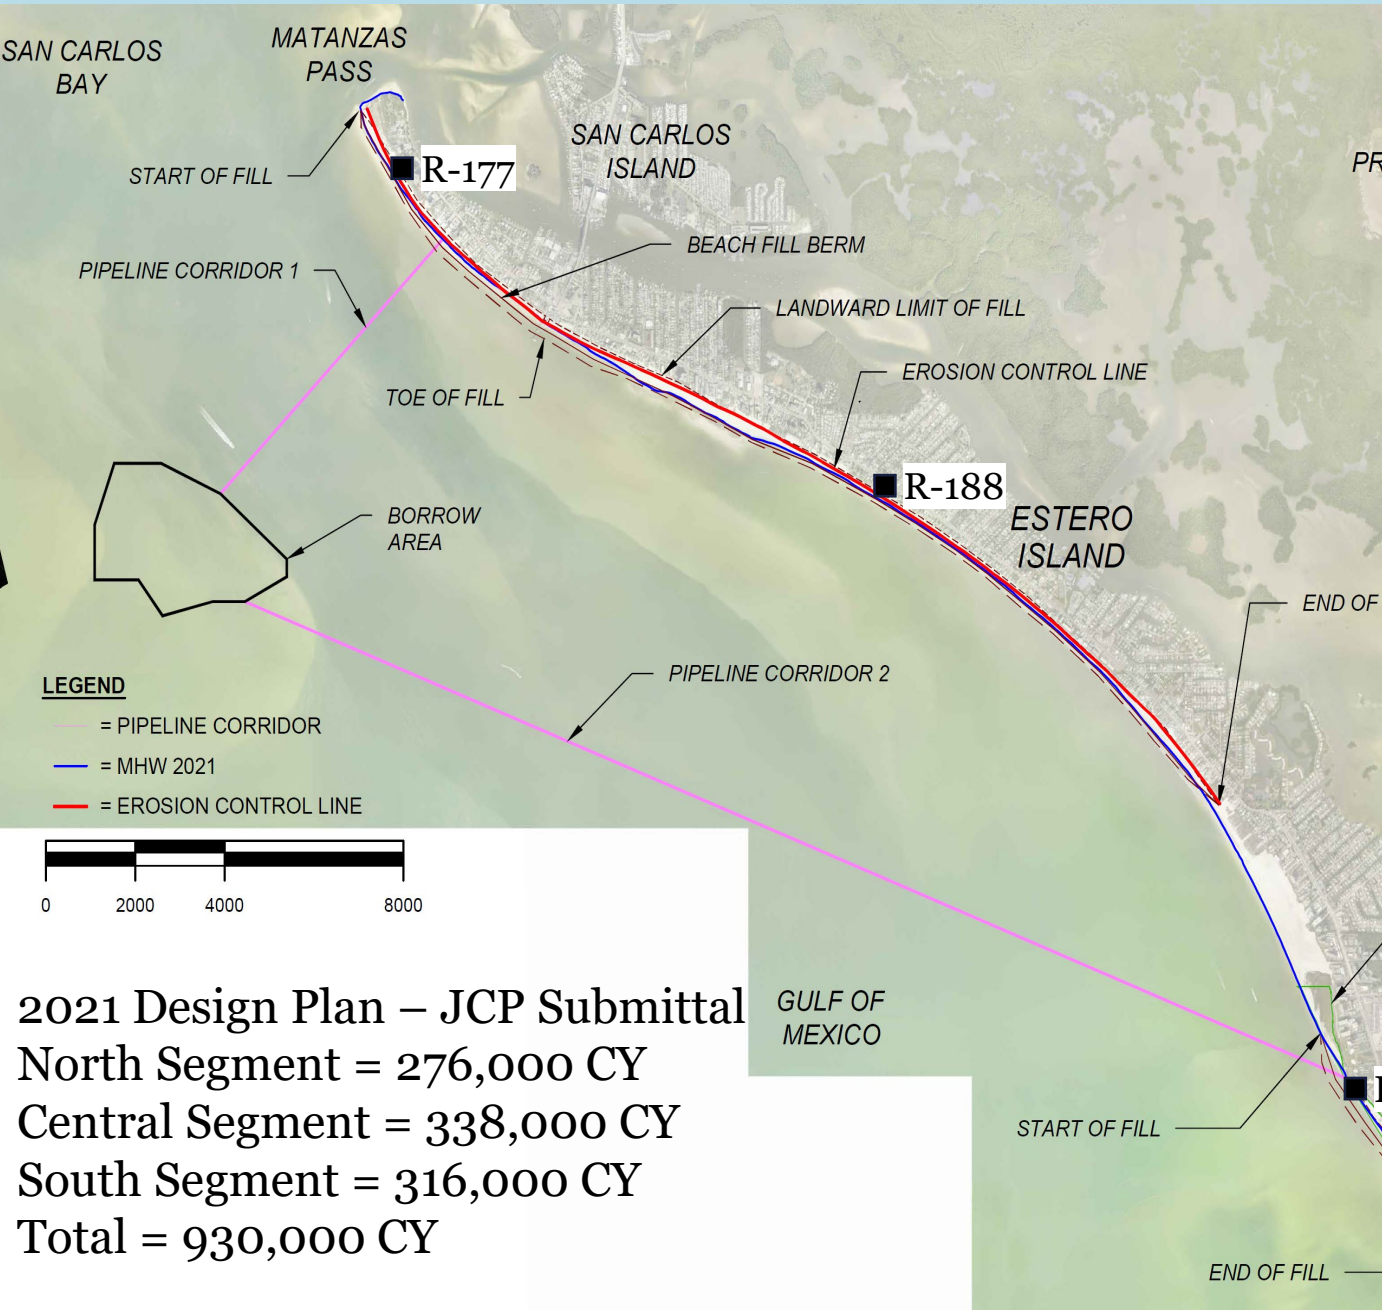 SAN CARLOS
BAY
MATANZAS
PASS
SAN CARLOS
ISLAND
PR
START OF FILL
R-177
BEACH FILL BERM
PIPELINE CORRIDOR 1
LANDWARD LIMIT OF FILL
EROSION CONTROL LINE
TOE OF FILL
R-188
BORROW
AREA
ESTERO
ISLAND
END OF
PIPELINE CORRIDOR 2
LEGEND
= PIPELINE CORRIDOR
= MHW 2021
= EROSION CONTROL LINE
0 2000 4000 8000
2021 Design Plan – JCP Submittal
North Segment = 276,000 CY
Central Segment = 338,000 CY
South Segment = 316,000 CY
Total = 930,000 CY
GULF OF
MEXICO
START OF FILL
END OF FILL